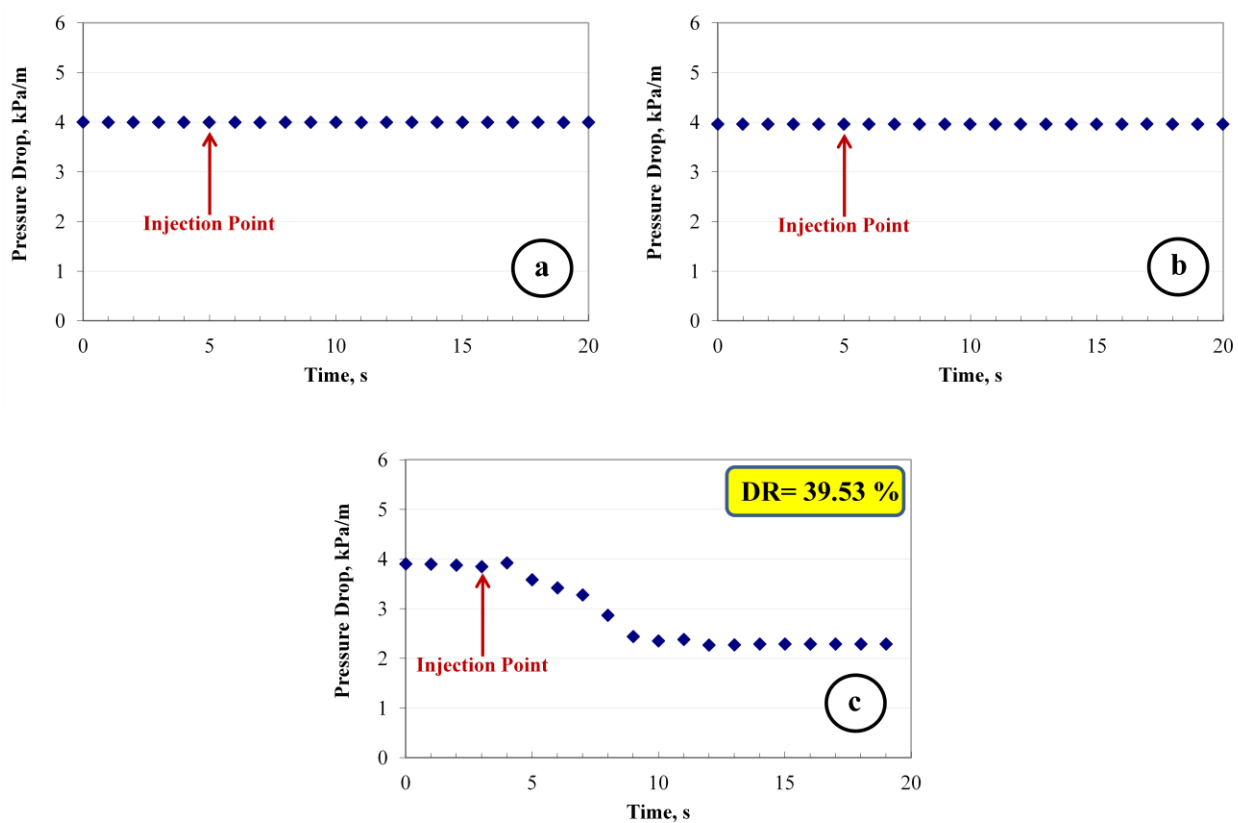 6
5
4
3
2
1
0
Pressure Drop, kPa/m
Injection Point
a
0 5 10 15 20
Time, s
6
5
4
3
2
1
0
Pressure Drop, kPa/m
Injection Point
b
0 5 10 15 20
Time, s
6
5
4
3
2
1
0
Pressure Drop, kPa/m
DR= 39.53 %
Injection Point
c
0 5 10 15 20
Time, s